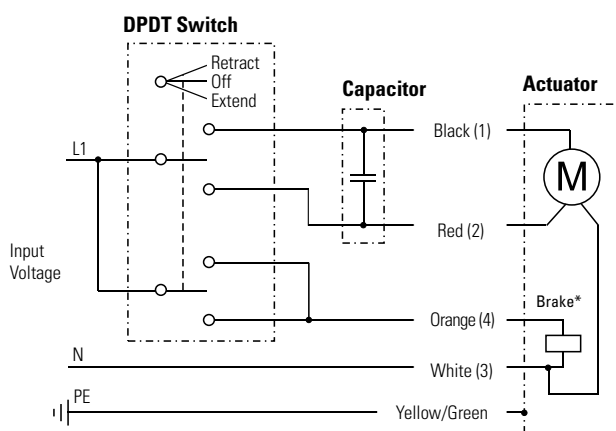 DPDT Switch
Retract
Off
Extend
Capacitor
Actuator
L1
Black (1)
M
Red (2)
Input
Voltage
Brake*
Orange (4)
N
White (3)
PE
Yellow/Green